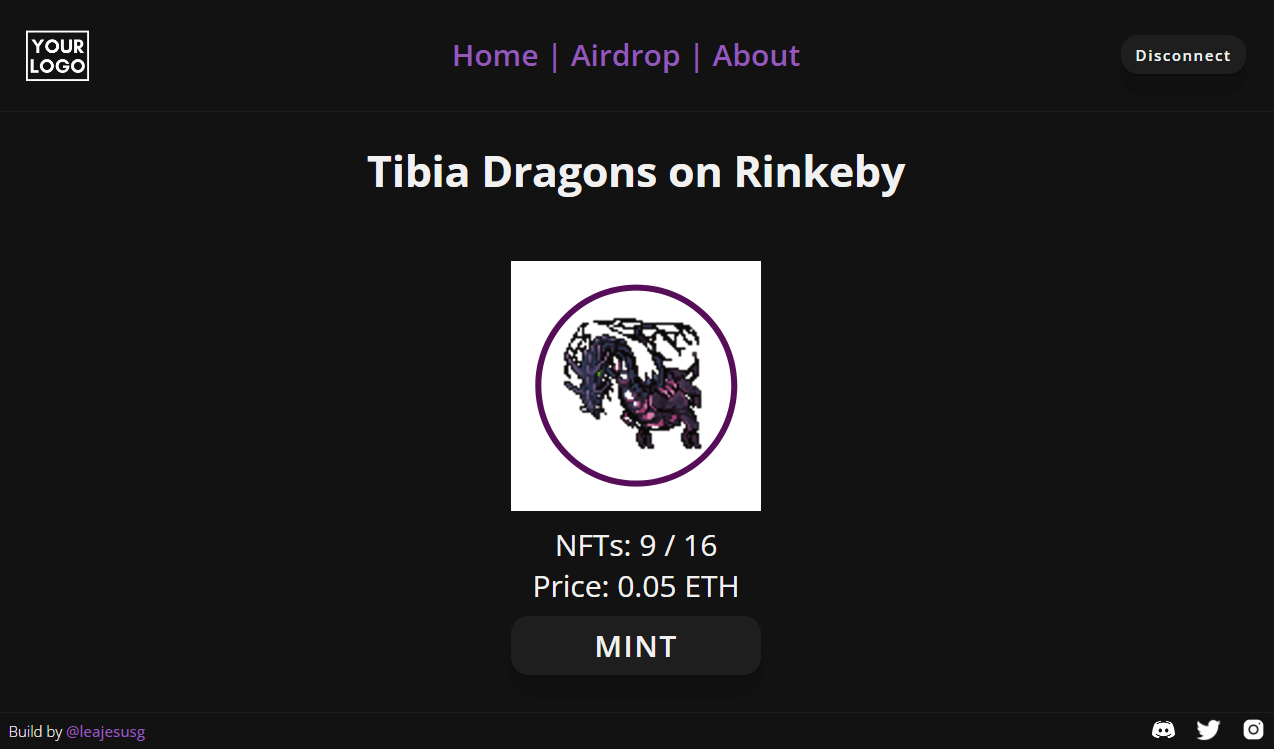 YOUR
LOGO
Home | Airdrop | About
Disconnect
Tibia Dragons on Rinkeby
NFTs: 9 / 16
Price: 0.05 ETH
MINT
Build by @leajesusg